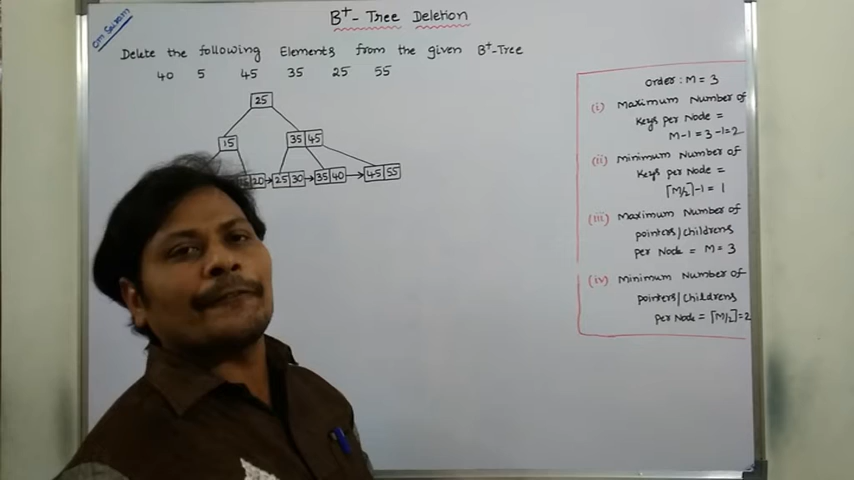 Om Sairam
B+- Tree Deletion
Delete the following Elements from the given B+-Tree
40 5 45 35 25 55
25
15 35 45
20 25 30 35 40 45 55
Order : M = 3
(i) Maximum Number of
Keys per Node =
M-1 = 3-1 = 2
(ii) Minimum Number of
Keys per Node =
⌈M/2⌉-1 = 1
(iii) Maximum Number of
pointers/childrens
per Node = M = 3
(iv) Minimum Number of
pointers/childrens
per Node = ⌈M/2⌉=2